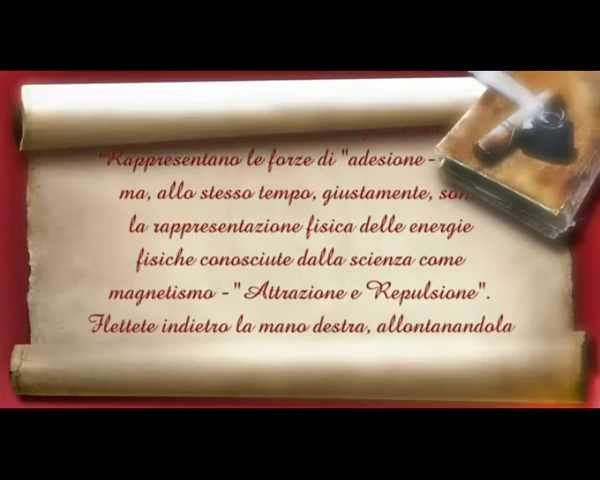 Rappresentano le forze di "adesione -
ma, allo stesso tempo, giustamente,
la rappresentazione fisica delle energie
fisiche conosciute dalla scienza come
magnetismo - "Attrazione e Repulsione".
Flettete indietro la mano destra, allontanandola